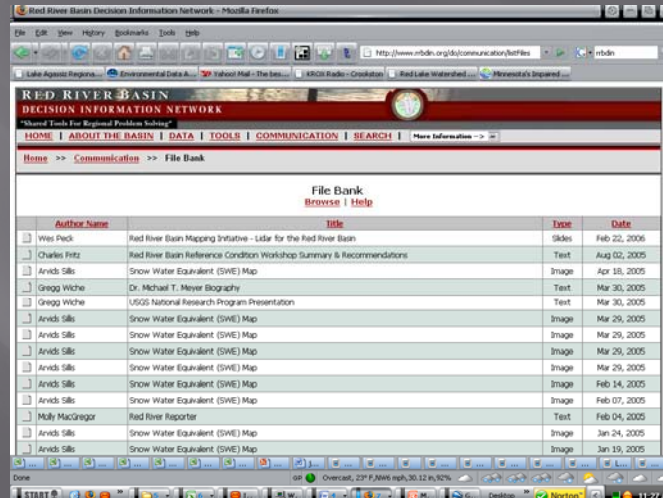 Red River Basin Decision Information Network - Mozilla Firefox
File Edit View History Bookmarks Tools Help
http://www.rrbdin.org/do/communication/listfiles
rrbdin
Lake Agassiz Regiona... Environmental Data A... Yahoo! Mail - The bes... KROX Radio - Crookston Red Lake Watershed ... Minnesota's Impaired ...
RED RIVER BASIN
DECISION INFORMATION NETWORK
"Shared Tools For Regional Problem Solving"
HOME | ABOUT THE BASIN | DATA | TOOLS | COMMUNICATION | SEARCH | More Information -->
Home >> Communication >> File Bank
File Bank
Browse | Help
Author Name Title Type Date
Wes Peck Red River Basin Mapping Initiative - Lidar for the Red River Basin Slides Feb 22, 2006
Charles Fritz Red River Basin Reference Condition Workshop Summary & Recommendations Text Aug 02, 2005
Arvids Silis Snow Water Equivalent (SWE) Map Image Apr 18, 2005
Gregg Wiche Dr. Michael T. Meyer Biography Text Mar 30, 2005
Gregg Wiche USGS National Research Program Presentation Text Mar 30, 2005
Arvids Silis Snow Water Equivalent (SWE) Map Image Mar 29, 2005
Arvids Silis Snow Water Equivalent (SWE) Map Image Mar 29, 2005
Arvids Silis Snow Water Equivalent (SWE) Map Image Mar 29, 2005
Arvids Silis Snow Water Equivalent (SWE) Map Image Mar 29, 2005
Arvids Silis Snow Water Equivalent (SWE) Map Image Feb 14, 2005
Arvids Silis Snow Water Equivalent (SWE) Map Image Feb 07, 2005
Molly MacGregor Red River Reporter Text Feb 04, 2005
Arvids Silis Snow Water Equivalent (SWE) Map Image Jan 24, 2005
Arvids Silis Snow Water Equivalent (SWE) Map Image Jan 19, 2005
Done Overcast, 23° F,NW6 mph,30.12 in,92%
START Desktop Norton